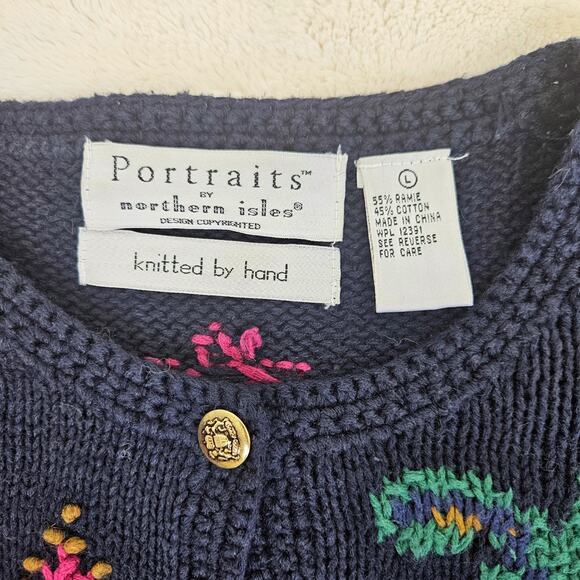 Portraits™
BY
northern isles®
DESIGN COPYRIGHTED
knitted by hand
L
55% RAMIE
45% COTTON
MADE IN CHINA
WPL 12391
SEE REVERSE
FOR CARE